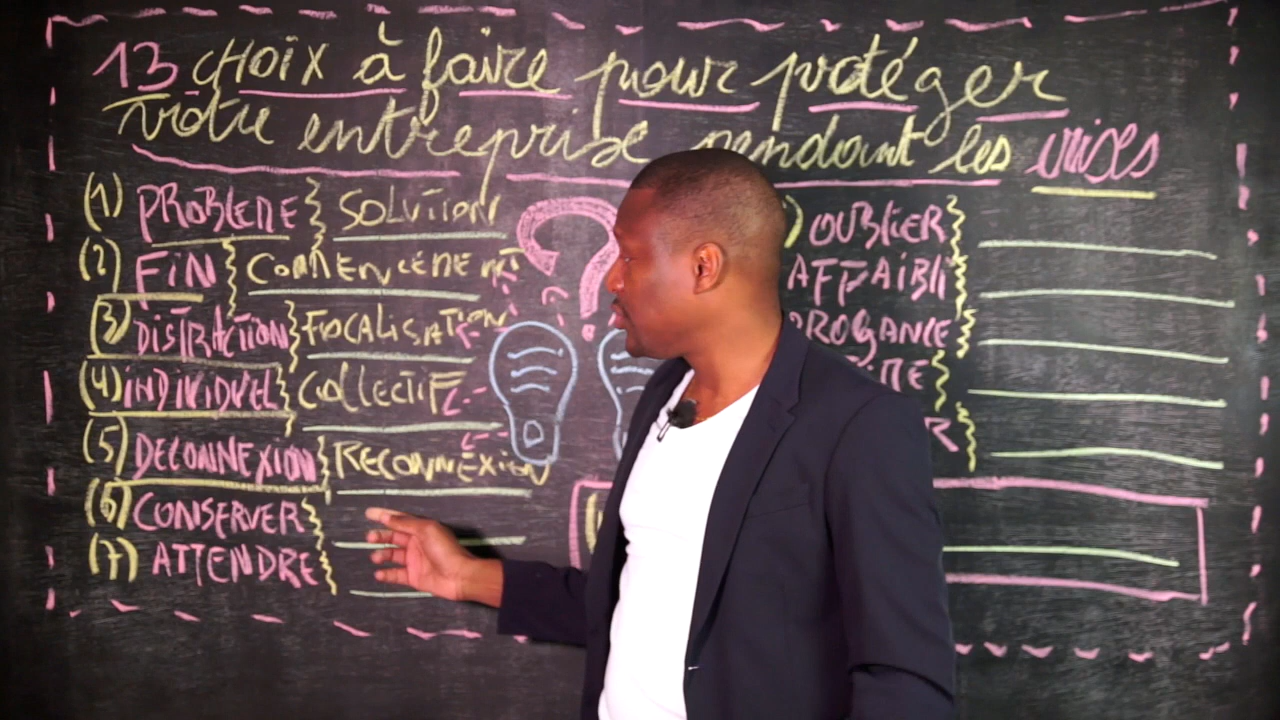 13 CHOIX à faire pour protéger
votre entreprise pendant les crises
(1) PROBLEME } SOLUTION
(2) FIN } COMMENCEMENT
(3) DISTRACTION } FOCALISATION
(4) INDIVIDUEL } COLLECTIF
(5) DECONNEXION } RECONNEXION
(6) CONSERVER }
(7) ATTENDRE }
?
) OUBLIER }
AFFAIBLI }
}
}
R }